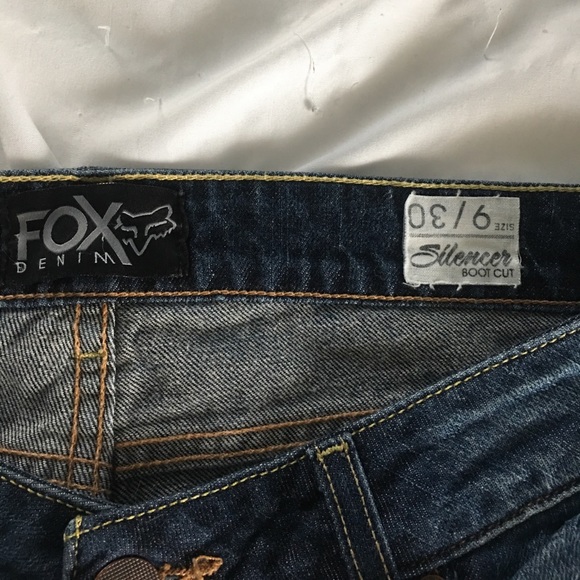 FOX
DENIM
SIZE 9/30
Silencer
BOOT CUT